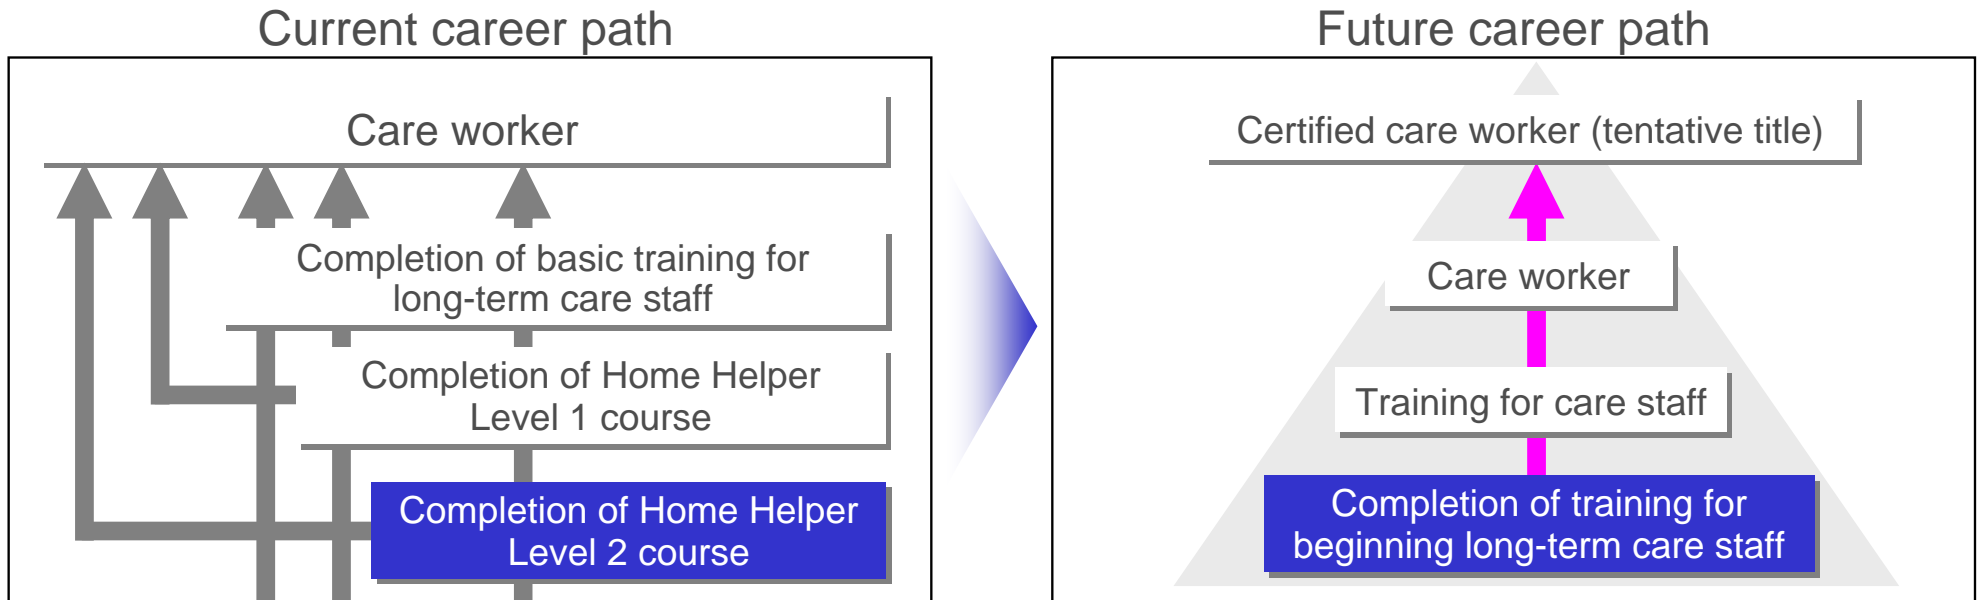 Current career path
Care worker
Completion of basic training for
long-term care staff
Completion of Home Helper
Level 1 course
Completion of Home Helper
Level 2 course
Future career path
Certified care worker (tentative title)
Care worker
Training for care staff
Completion of training for
beginning long-term care staff